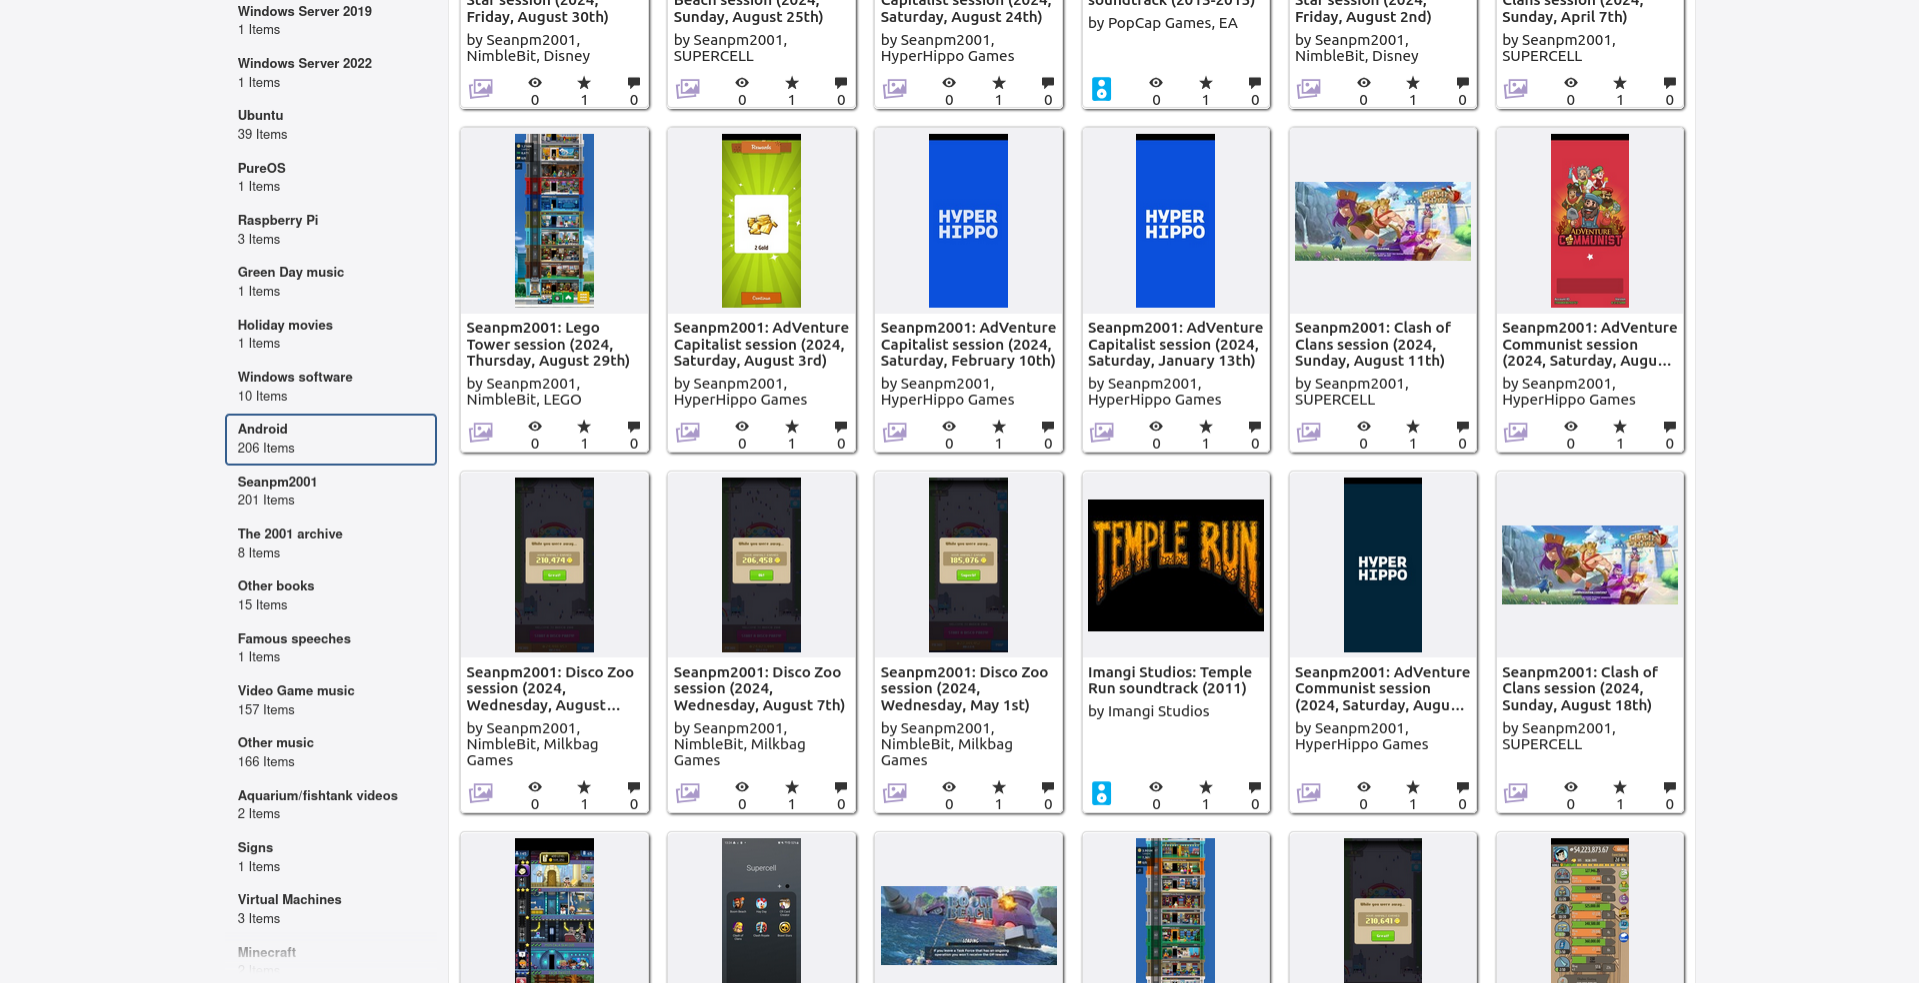 Windows Server 2019
1 Items
Windows Server 2022
1 Items
Ubuntu
39 Items
PureOS
1 Items
Raspberry Pi
3 Items
Green Day music
1 Items
Holiday movies
1 Items
Windows software
10 Items
Android
206 Items
Seanpm2001
201 Items
The 2001 archive
8 Items
Other books
15 Items
Famous speeches
1 Items
Video Game music
157 Items
Other music
166 Items
Aquarium/fishtank videos
2 Items
Signs
1 Items
Virtual Machines
3 Items
Minecraft
2 Items
Star session (2024,
Friday, August 30th)
by Seanpm2001,
NimbleBit, Disney
0 1 0
Beach session (2024,
Sunday, August 25th)
by Seanpm2001,
SUPERCELL
0 1 0
Capitalist session (2024,
Saturday, August 24th)
by Seanpm2001,
HyperHippo Games
0 1 0
soundtrack (2013-2015)
by PopCap Games, EA
0 1 0
Star session (2024,
Friday, August 2nd)
by Seanpm2001,
NimbleBit, Disney
0 1 0
Clans session (2024,
Sunday, April 7th)
by Seanpm2001,
SUPERCELL
0 1 0
Seanpm2001: Lego
Tower session (2024,
Thursday, August 29th)
by Seanpm2001,
NimbleBit, LEGO
0 1 0
Rewards
2 Gold
Continue
Seanpm2001: AdVenture
Capitalist session (2024,
Saturday, August 3rd)
by Seanpm2001,
HyperHippo Games
0 1 0
HYPER
HIPPO
Seanpm2001: AdVenture
Capitalist session (2024,
Saturday, February 10th)
by Seanpm2001,
HyperHippo Games
0 1 0
HYPER
HIPPO
Seanpm2001: AdVenture
Capitalist session (2024,
Saturday, January 13th)
by Seanpm2001,
HyperHippo Games
0 1 0
Seanpm2001: Clash of
Clans session (2024,
Sunday, August 11th)
by Seanpm2001,
SUPERCELL
0 1 0
ADVENTURE
COMMUNIST
Seanpm2001: AdVenture
Communist session
(2024, Saturday, Augu...
by Seanpm2001,
HyperHippo Games
0 1 0
While you were away...
210,474
Seanpm2001: Disco Zoo
session (2024,
Wednesday, August...
by Seanpm2001,
NimbleBit, Milkbag
Games
0 1 0
While you were away...
206,458
Seanpm2001: Disco Zoo
session (2024,
Wednesday, August 7th)
by Seanpm2001,
NimbleBit, Milkbag
Games
0 1 0
While you were away...
185,076
Seanpm2001: Disco Zoo
session (2024,
Wednesday, May 1st)
by Seanpm2001,
NimbleBit, Milkbag
Games
0 1 0
TEMPLE RUN
Imangi Studios: Temple
Run soundtrack (2011)
by Imangi Studios
0 1 0
HYPER
HIPPO
Seanpm2001: AdVenture
Communist session
(2024, Saturday, Augu...
by Seanpm2001,
HyperHippo Games
0 1 0
Seanpm2001: Clash of
Clans session (2024,
Sunday, August 18th)
by Seanpm2001,
SUPERCELL
0 1 0
Supercell
BOOM
BEACH
LOADING
While you were away...
210,641
54,223,873.67